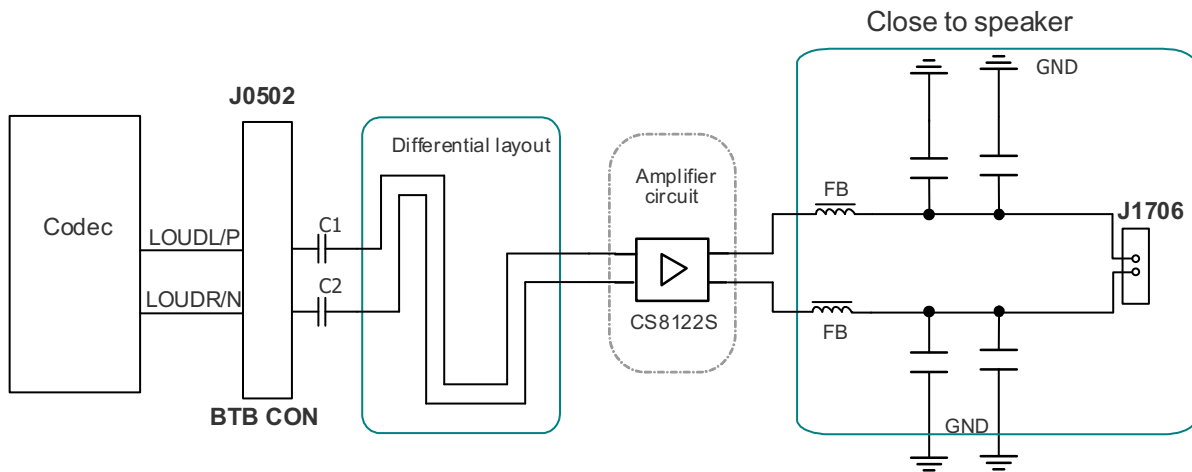 Close to speaker
GND
J0502
Differential layout
Amplifier
circuit
FB
J1706
Codec
LOUDL/P
C1
LOUDR/N
C2
CS8122S
FB
BTB CON
GND